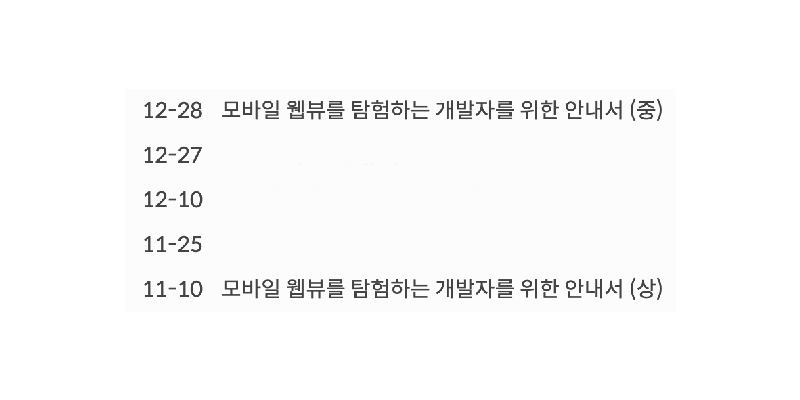 12-28 모바일 웹뷰를 탐험하는 개발자를 위한 안내서 (중)
12-27
12-10
11-25
11-10 모바일 웹뷰를 탐험하는 개발자를 위한 안내서 (상)